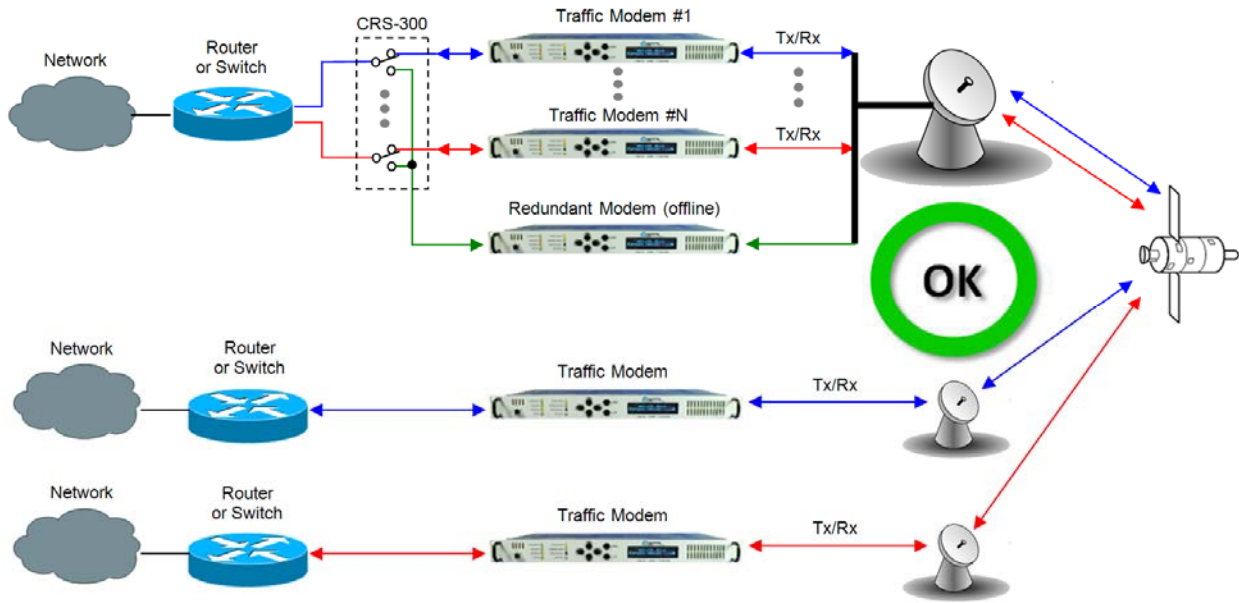 CRS-300
Traffic Modem #1
Network
Router
or Switch
Tx/Rx
Traffic Modem #N
Tx/Rx
Redundant Modem (offline)
OK
Network
Router
or Switch
Traffic Modem
Tx/Rx
Network
Router
or Switch
Traffic Modem
Tx/Rx